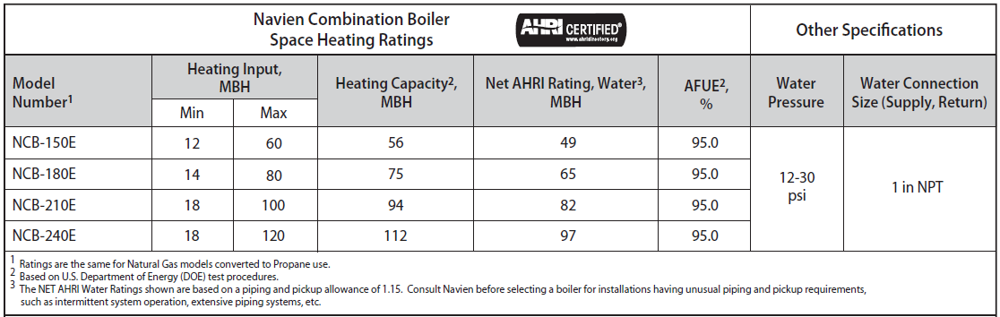 Navien Combination Boiler
Space Heating Ratings
AHRI CERTIFIED®
www.ahridirectory.org
Other Specifications
Model
Number1
Heating Input,
MBH
Min Max
Heating Capacity2,
MBH
Net AHRI Rating, Water3,
MBH
AFUE2,
%
Water
Pressure
Water Connection
Size (Supply, Return)
NCB-150E 12 60 56 49 95.0
NCB-180E 14 80 75 65 95.0
NCB-210E 18 100 94 82 95.0
NCB-240E 18 120 112 97 95.0
12-30
psi
1 in NPT
1 Ratings are the same for Natural Gas models converted to Propane use.
2 Based on U.S. Department of Energy (DOE) test procedures.
3 The NET AHRI Water Ratings shown are based on a piping and pickup allowance of 1.15. Consult Navien before selecting a boiler for installations having unusual piping and pickup requirements,
such as intermittent system operation, extensive piping systems, etc.